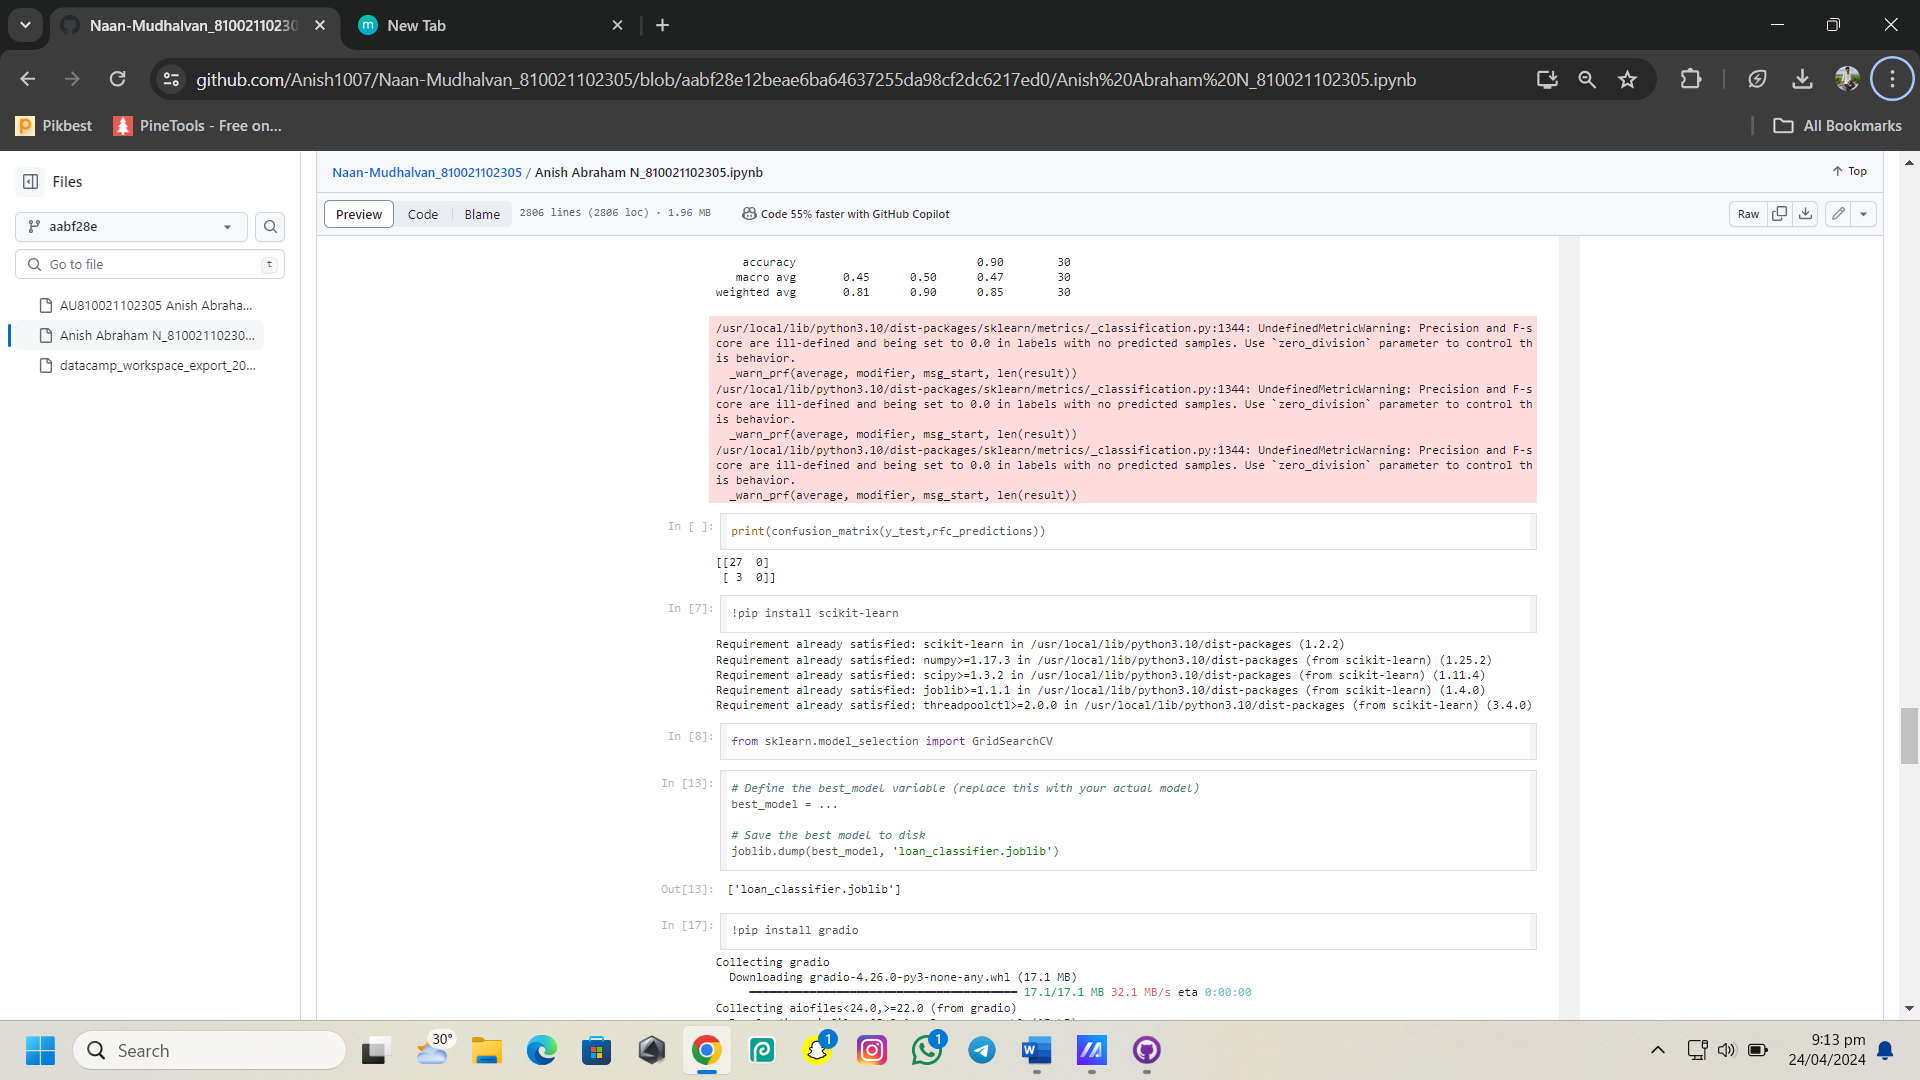 Naan-Mudhalvan_81002110230
New Tab
github.com/Anish1007/Naan-Mudhalvan_810021102305/blob/aabf28e12beae6ba64637255da98cf2dc6217ed0/Anish%20Abraham%20N_810021102305.ipynb
Pikbest
PineTools - Free on...
All Bookmarks
Files
Naan-Mudhalvan_810021102305 / Anish Abraham N_810021102305.ipynb
Top
aabf28e
Preview
Code
Blame
2806 lines (2806 loc) · 1.96 MB
Code 55% faster with GitHub Copilot
Raw
Go to file
t
AU810021102305 Anish Abraha...
Anish Abraham N_81002110230...
datacamp_workspace_export_20...
accuracy 0.90 30
macro avg 0.45 0.50 0.47 30
weighted avg 0.81 0.90 0.85 30
/usr/local/lib/python3.10/dist-packages/sklearn/metrics/_classification.py:1344: UndefinedMetricWarning: Precision and F-s
core are ill-defined and being set to 0.0 in labels with no predicted samples. Use `zero_division` parameter to control th
is behavior.
_warn_prf(average, modifier, msg_start, len(result))
/usr/local/lib/python3.10/dist-packages/sklearn/metrics/_classification.py:1344: UndefinedMetricWarning: Precision and F-s
core are ill-defined and being set to 0.0 in labels with no predicted samples. Use `zero_division` parameter to control th
is behavior.
_warn_prf(average, modifier, msg_start, len(result))
/usr/local/lib/python3.10/dist-packages/sklearn/metrics/_classification.py:1344: UndefinedMetricWarning: Precision and F-s
core are ill-defined and being set to 0.0 in labels with no predicted samples. Use `zero_division` parameter to control th
is behavior.
_warn_prf(average, modifier, msg_start, len(result))
In [ ]: print(confusion_matrix(y_test,rfc_predictions))
[[27 0]
[ 3 0]]
In [7]: !pip install scikit-learn
Requirement already satisfied: scikit-learn in /usr/local/lib/python3.10/dist-packages (1.2.2)
Requirement already satisfied: numpy>=1.17.3 in /usr/local/lib/python3.10/dist-packages (from scikit-learn) (1.25.2)
Requirement already satisfied: scipy>=1.3.2 in /usr/local/lib/python3.10/dist-packages (from scikit-learn) (1.11.4)
Requirement already satisfied: joblib>=1.1.1 in /usr/local/lib/python3.10/dist-packages (from scikit-learn) (1.4.0)
Requirement already satisfied: threadpoolctl>=2.0.0 in /usr/local/lib/python3.10/dist-packages (from scikit-learn) (3.4.0)
In [8]: from sklearn.model_selection import GridSearchCV
In [13]: # Define the best_model variable (replace this with your actual model)
best_model = ...
# Save the best model to disk
joblib.dump(best_model, 'loan_classifier.joblib')
Out[13]: ['loan_classifier.joblib']
In [17]: !pip install gradio
Collecting gradio
Downloading gradio-4.26.0-py3-none-any.whl (17.1 MB)
17.1/17.1 MB 32.1 MB/s eta 0:00:00
Collecting aiofiles<24.0,>=22.0 (from gradio)
Search
30°
1
1
9:13 pm
24/04/2024